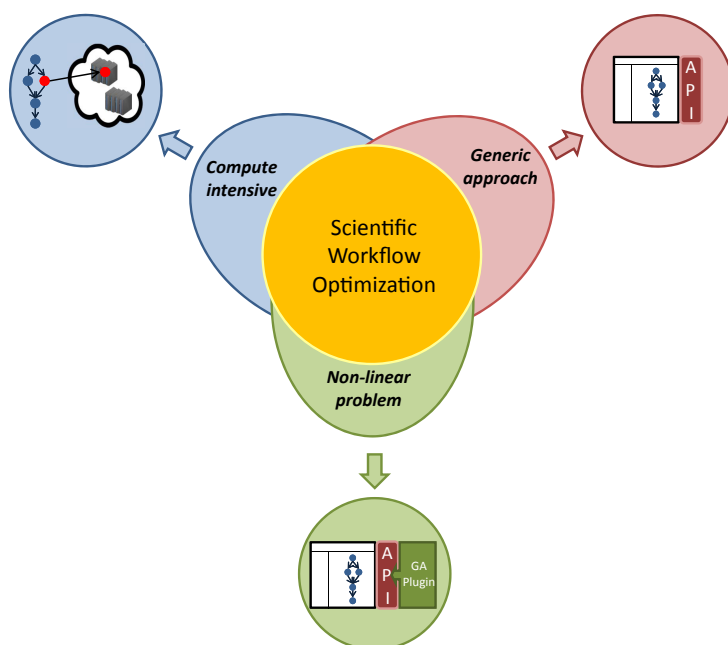 A
P
I
Compute
intensive
Generic
approach
Scientific
Workflow
Optimization
Non-linear
problem
A
P
I
GA
Plugin